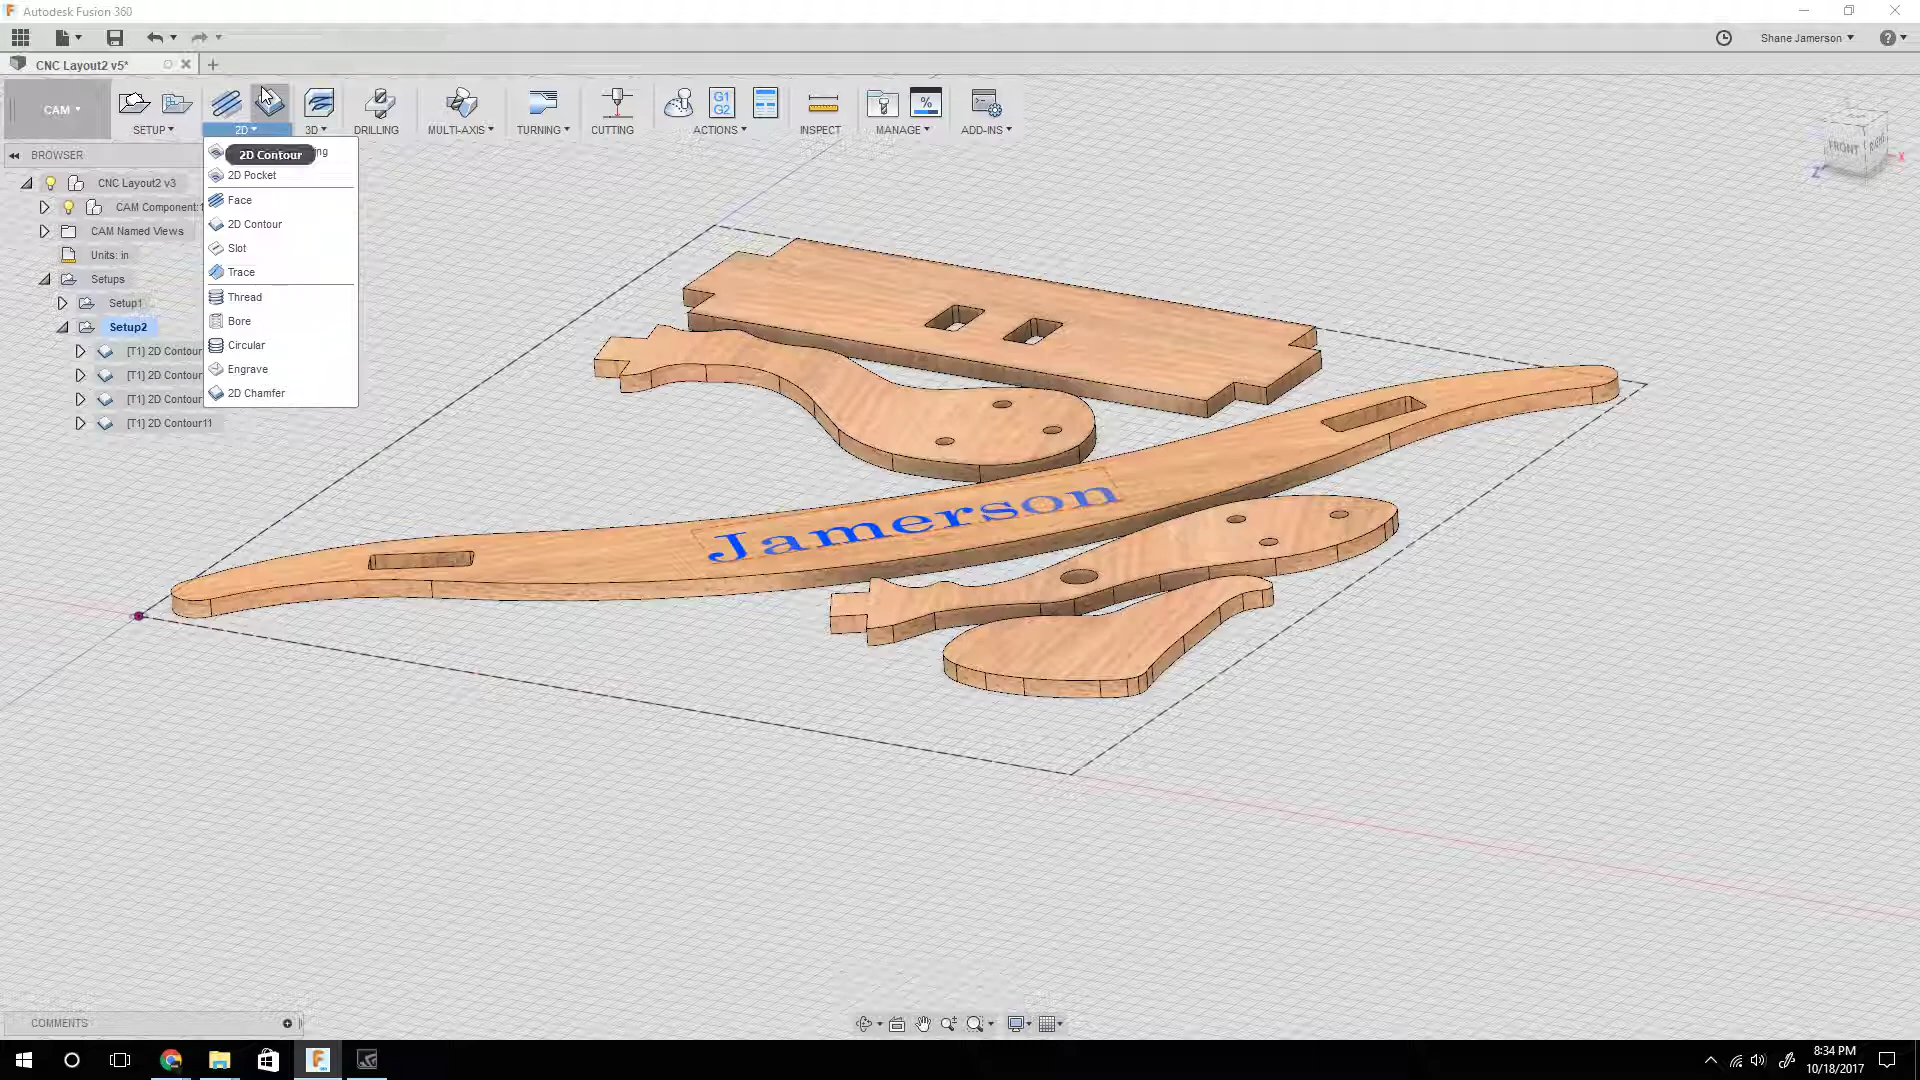 Autodesk Fusion 360
Shane Jamerson
CNC Layout2 v5*
CAM
SETUP
2D
3D
DRILLING
MULTI-AXIS
TURNING
CUTTING
G1
G2
ACTIONS
INSPECT
%
MANAGE
ADD-INS
BROWSER
2D Contour
ing
2D Pocket
Face
2D Contour
Slot
Trace
Thread
Bore
Circular
Engrave
2D Chamfer
CNC Layout2 v3
CAM Component:1
CAM Named Views
Units: in
Setups
Setup1
Setup2
[T1] 2D Contour
[T1] 2D Contour
[T1] 2D Contour
[T1] 2D Contour11
Jamerson
FRONT
RIGHT
X
Z
COMMENTS
8:34 PM
10/18/2017